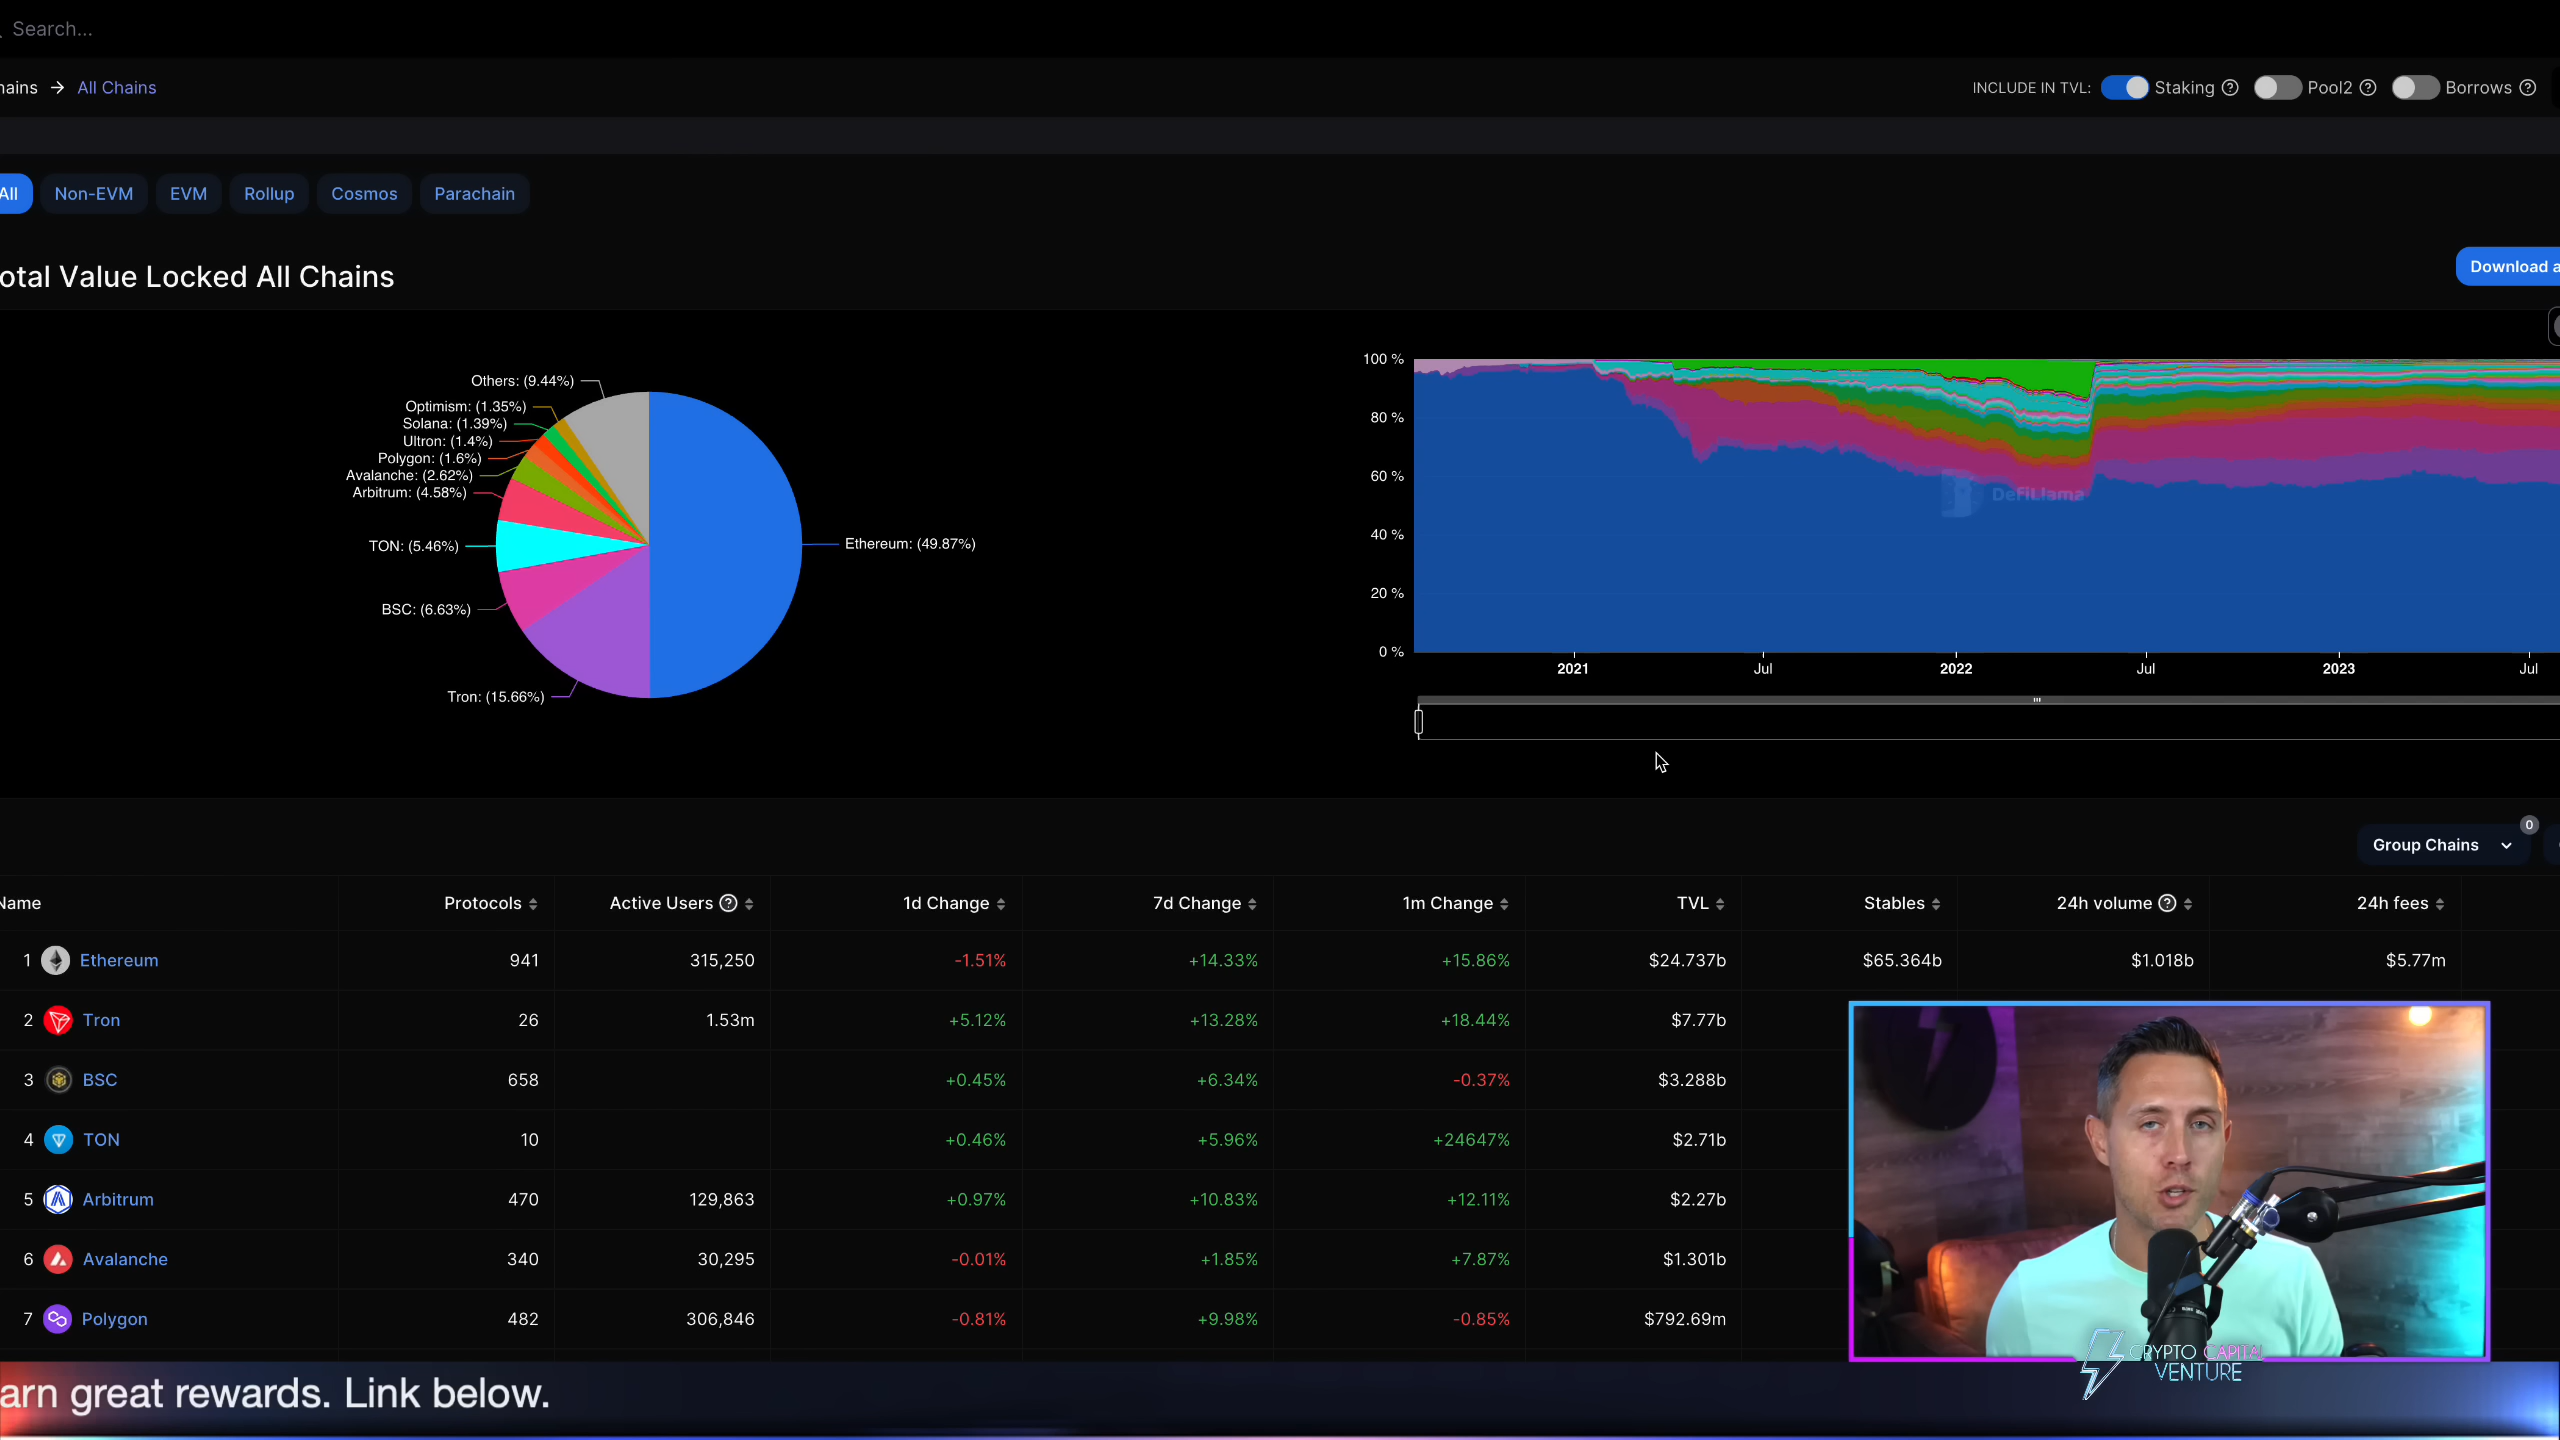 Search...
hains → All Chains
INCLUDE IN TVL: Staking Pool2 Borrows
All Non-EVM EVM Rollup Cosmos Parachain
otal Value Locked All Chains
Download a
Others: (9.44%)
Optimism: (1.35%)
Solana: (1.39%)
Ultron: (1.4%)
Polygon: (1.6%)
Avalanche: (2.62%)
Arbitrum: (4.58%)
TON: (5.46%)
BSC: (6.63%)
Tron: (15.66%)
Ethereum: (49.87%)
100 %
80 %
60 %
40 %
20 %
0 %
DeFiLlama
2021 Jul 2022 Jul 2023 Jul
0
Group Chains
Name Protocols Active Users 1d Change 7d Change 1m Change TVL Stables 24h volume 24h fees
1 Ethereum 941 315,250 -1.51% +14.33% +15.86% $24.737b $65.364b $1.018b $5.77m
2 Tron 26 1.53m +5.12% +13.28% +18.44% $7.77b
3 BSC 658 +0.45% +6.34% -0.37% $3.288b
4 TON 10 +0.46% +5.96% +24647% $2.71b
5 Arbitrum 470 129,863 +0.97% +10.83% +12.11% $2.27b
6 Avalanche 340 30,295 -0.01% +1.85% +7.87% $1.301b
7 Polygon 482 306,846 -0.81% +9.98% -0.85% $792.69m
CRYPTO CAPITAL
VENTURE
arn great rewards. Link below.